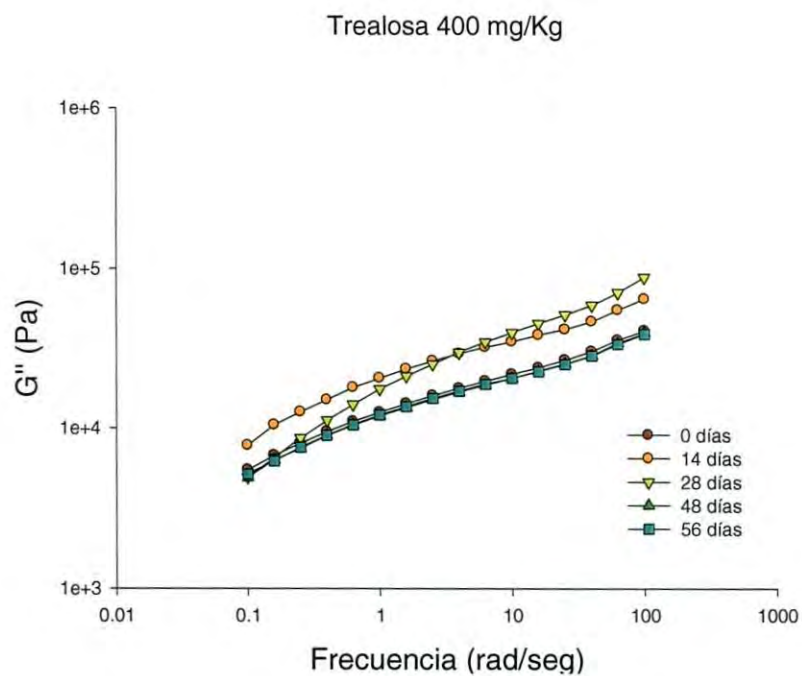 Trealosa 400 mg/Kg
1e+6
1e+5
1e+4
1e+3
G" (Pa)
0 días
14 días
28 días
48 días
56 días
0.01
0.1
1
10
100
1000
Frecuencia (rad/seg)